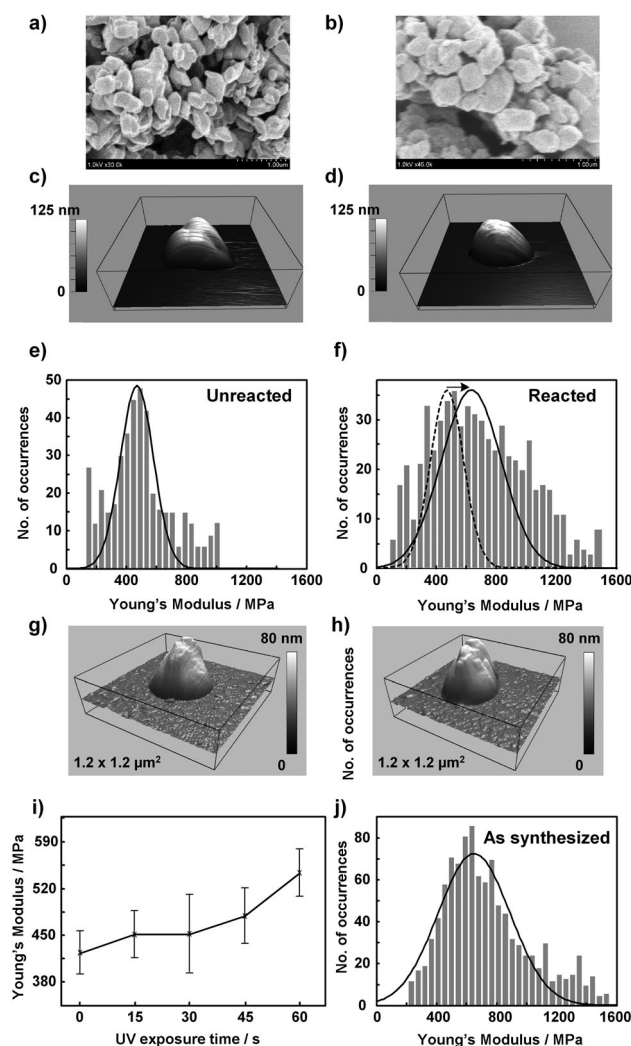 a)
b)
1.0kV x30.0k 1.00um
1.0kV x45.0k 1.00um
c)
d)
125 nm
0
125 nm
0
e)
f)
Unreacted
Reacted
No. of occurrences
50
40
30
20
10
0
0 400 800 1200 1600
Young's Modulus / MPa
No. of occurrences
30
20
10
0
0 400 800 1200 1600
Young's Modulus / MPa
g)
h)
80 nm
0
1.2 x 1.2 µm²
No. of occurrences
80 nm
0
1.2 x 1.2 µm²
i)
j)
Young's Modulus / MPa
590
520
450
380
0 15 30 45 60
UV exposure time / s
As synthesized
No. of occurrences
80
60
40
20
0
0 400 800 1200 1600
Young's Modulus / MPa